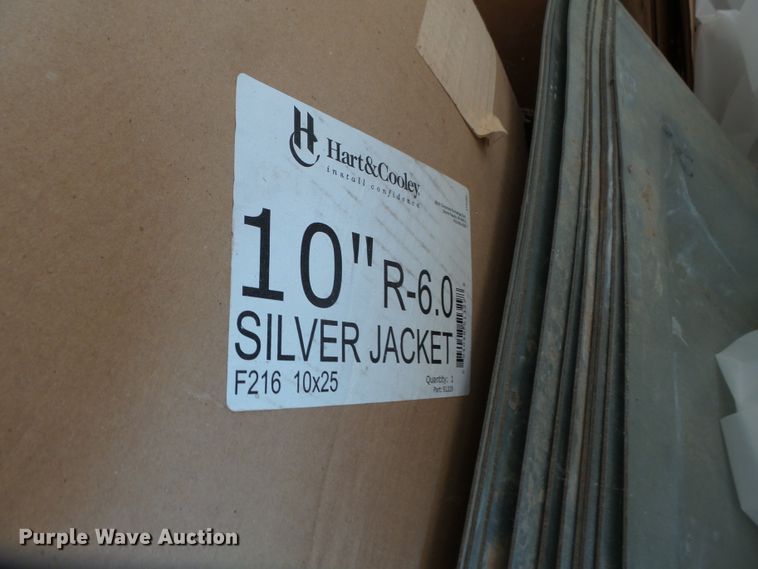 H
Hart&Cooley
install confidence
10" R-6.0
SILVER JACKET
F216 10x25
Quantity: 1
Purple Wave Auction